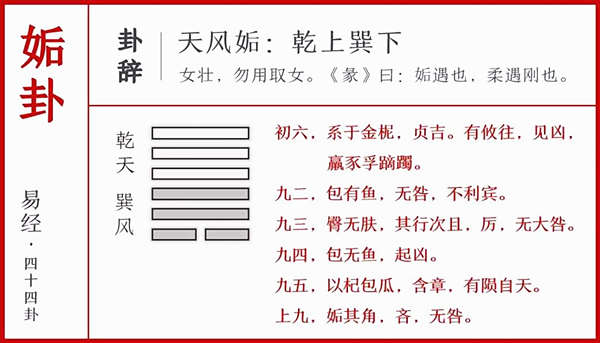 姤卦
易经·四十四卦
卦辞
天风姤：乾上巽下
女壮，勿用取女。《彖》曰：姤遇也，柔遇刚也。
乾天 巽风
初六，系于金柅，贞吉。有攸往，见凶，
羸豕孚蹢躅。
九二，包有鱼，无咎，不利宾。
九三，臀无肤，其行次且，厉，无大咎。
九四，包无鱼，起凶。
九五，以杞包瓜，含章，有陨自天。
上九，姤其角，吝，无咎。